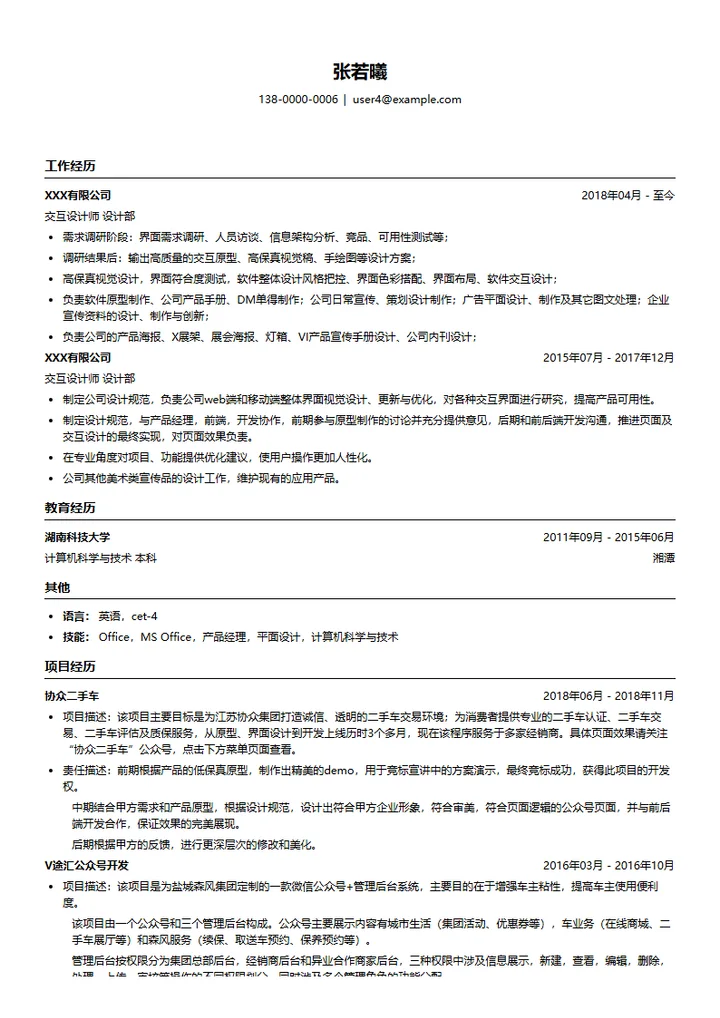 张若曦
138-0000-0006 | user4@example.com
工作经历
XXX有限公司 2018年04月 - 至今
交互设计师 设计部
• 需求调研阶段：界面需求调研、人员访谈、信息架构分析、竞品、可用性测试等；
• 调研结果后：输出高质量的交互原型、高保真视觉稿、手绘图等设计方案；
• 高保真视觉设计，界面符合度测试，软件整体设计风格把控、界面色彩搭配、界面布局、软件交互设计；
• 负责软件原型制作、公司产品手册、DM单得制作；公司日常宣传、策划设计制作；广告平面设计、制作及其它图文处理；企业
宣传资料的设计、制作与创新；
• 负责公司的产品海报、X展架、展会海报、灯箱、VI产品宣传手册设计、公司内刊设计；
XXX有限公司 2015年07月 - 2017年12月
交互设计师 设计部
• 制定公司设计规范，负责公司web端和移动端整体界面视觉设计、更新与优化，对各种交互界面进行研究，提高产品可用性。
• 制定设计规范，与产品经理，前端，开发协作，前期参与原型制作的讨论并充分提供意见，后期和前后端开发沟通，推进页面及
交互设计的最终实现，对页面效果负责。
• 在专业角度对项目、功能提供优化建议，使用户操作更加人性化。
• 公司其他美术类宣传品的设计工作，维护现有的应用产品。
教育经历
湖南科技大学 2011年09月 - 2015年06月
计算机科学与技术 本科 湘潭
其他
• 语言： 英语，cet-4
• 技能： Office，MS Office，产品经理，平面设计，计算机科学与技术
项目经历
协众二手车 2018年06月 - 2018年11月
• 项目描述：该项目主要目标是为江苏协众集团打造诚信、透明的二手车交易环境；为消费者提供专业的二手车认证、二手车交
易、二手车评估及质保服务，从原型、界面设计到开发上线历时3个多月，现在该程序服务于多家经销商。具体页面效果请关注
“协众二手车”公众号，点击下方菜单页面查看。
• 责任描述：前期根据产品的低保真原型，制作出精美的demo，用于竞标宣讲中的方案演示，最终竞标成功，获得此项目的开发
权。
中期结合甲方需求和产品原型，根据设计规范，设计出符合甲方企业形象，符合审美，符合页面逻辑的公众号页面，并与前后
端开发合作，保证效果的完美展现。
后期根据甲方的反馈，进行更深层次的修改和美化。
V途汇公众号开发 2016年03月 - 2016年10月
• 项目描述：该项目是为盐城森风集团定制的一款微信公众号+管理后台系统，主要目的在于增强车主粘性，提高车主使用便利
度。
该项目由一个公众号和三个管理后台构成。公众号主要展示内容有城市生活（集团活动、优惠券等），车业务（在线商城、二
手车展厅等）和森风服务（续保、取送车预约、保养预约等）。
管理后台按权限分为集团总部后台，经销商后台和异业合作商家后台，三种权限中涉及信息展示，新建，查看，编辑，删除，